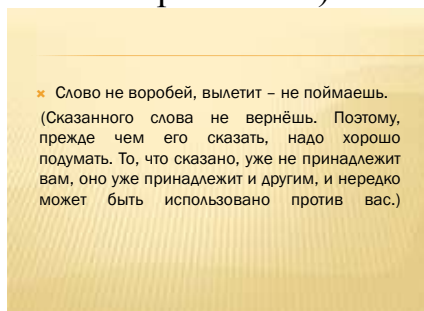 Слово не воробей, вылетит – не поймаешь.
(Сказанного слова не вернёшь. Поэтому,
прежде чем его сказать, надо хорошо
подумать. То, что сказано, уже не принадлежит
вам, оно уже принадлежит и другим, и нередко
может быть использовано против вас.)